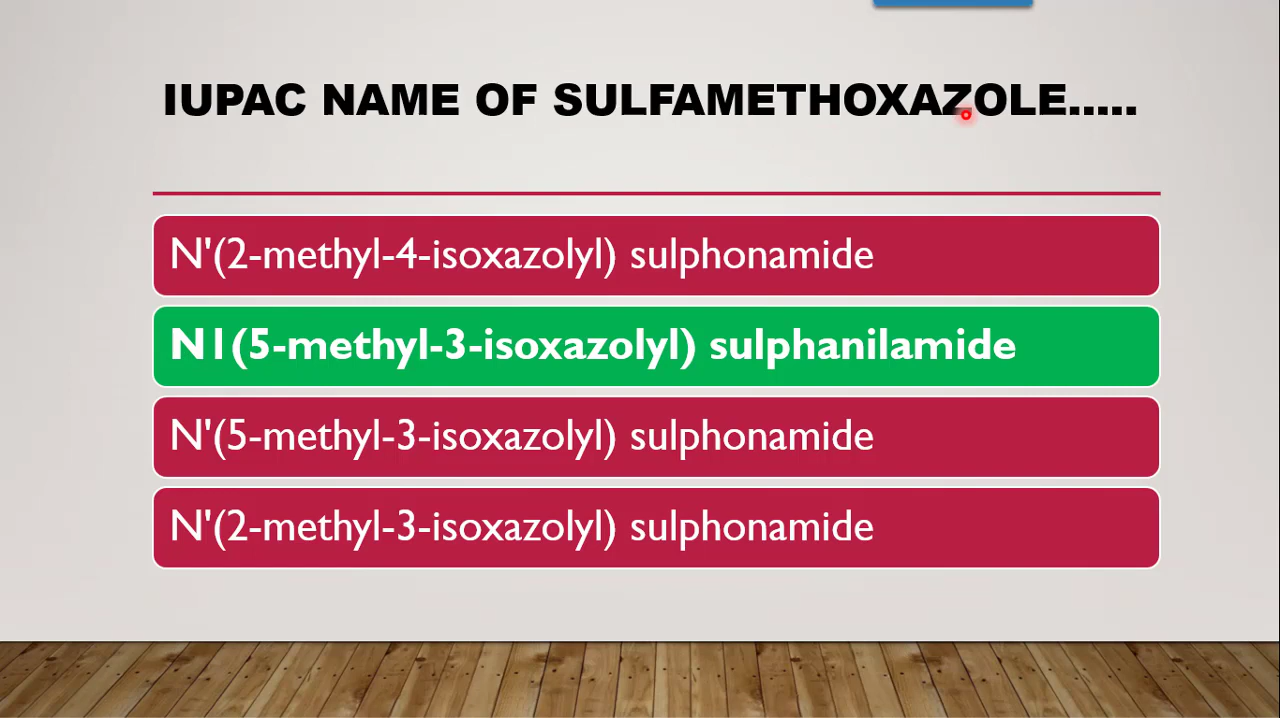 IUPAC NAME OF SULFAMETHOXAZOLE.....
N'(2-methyl-4-isoxazolyl) sulphonamide
N1(5-methyl-3-isoxazolyl) sulphanilamide
N'(5-methyl-3-isoxazolyl) sulphonamide
N'(2-methyl-3-isoxazolyl) sulphonamide